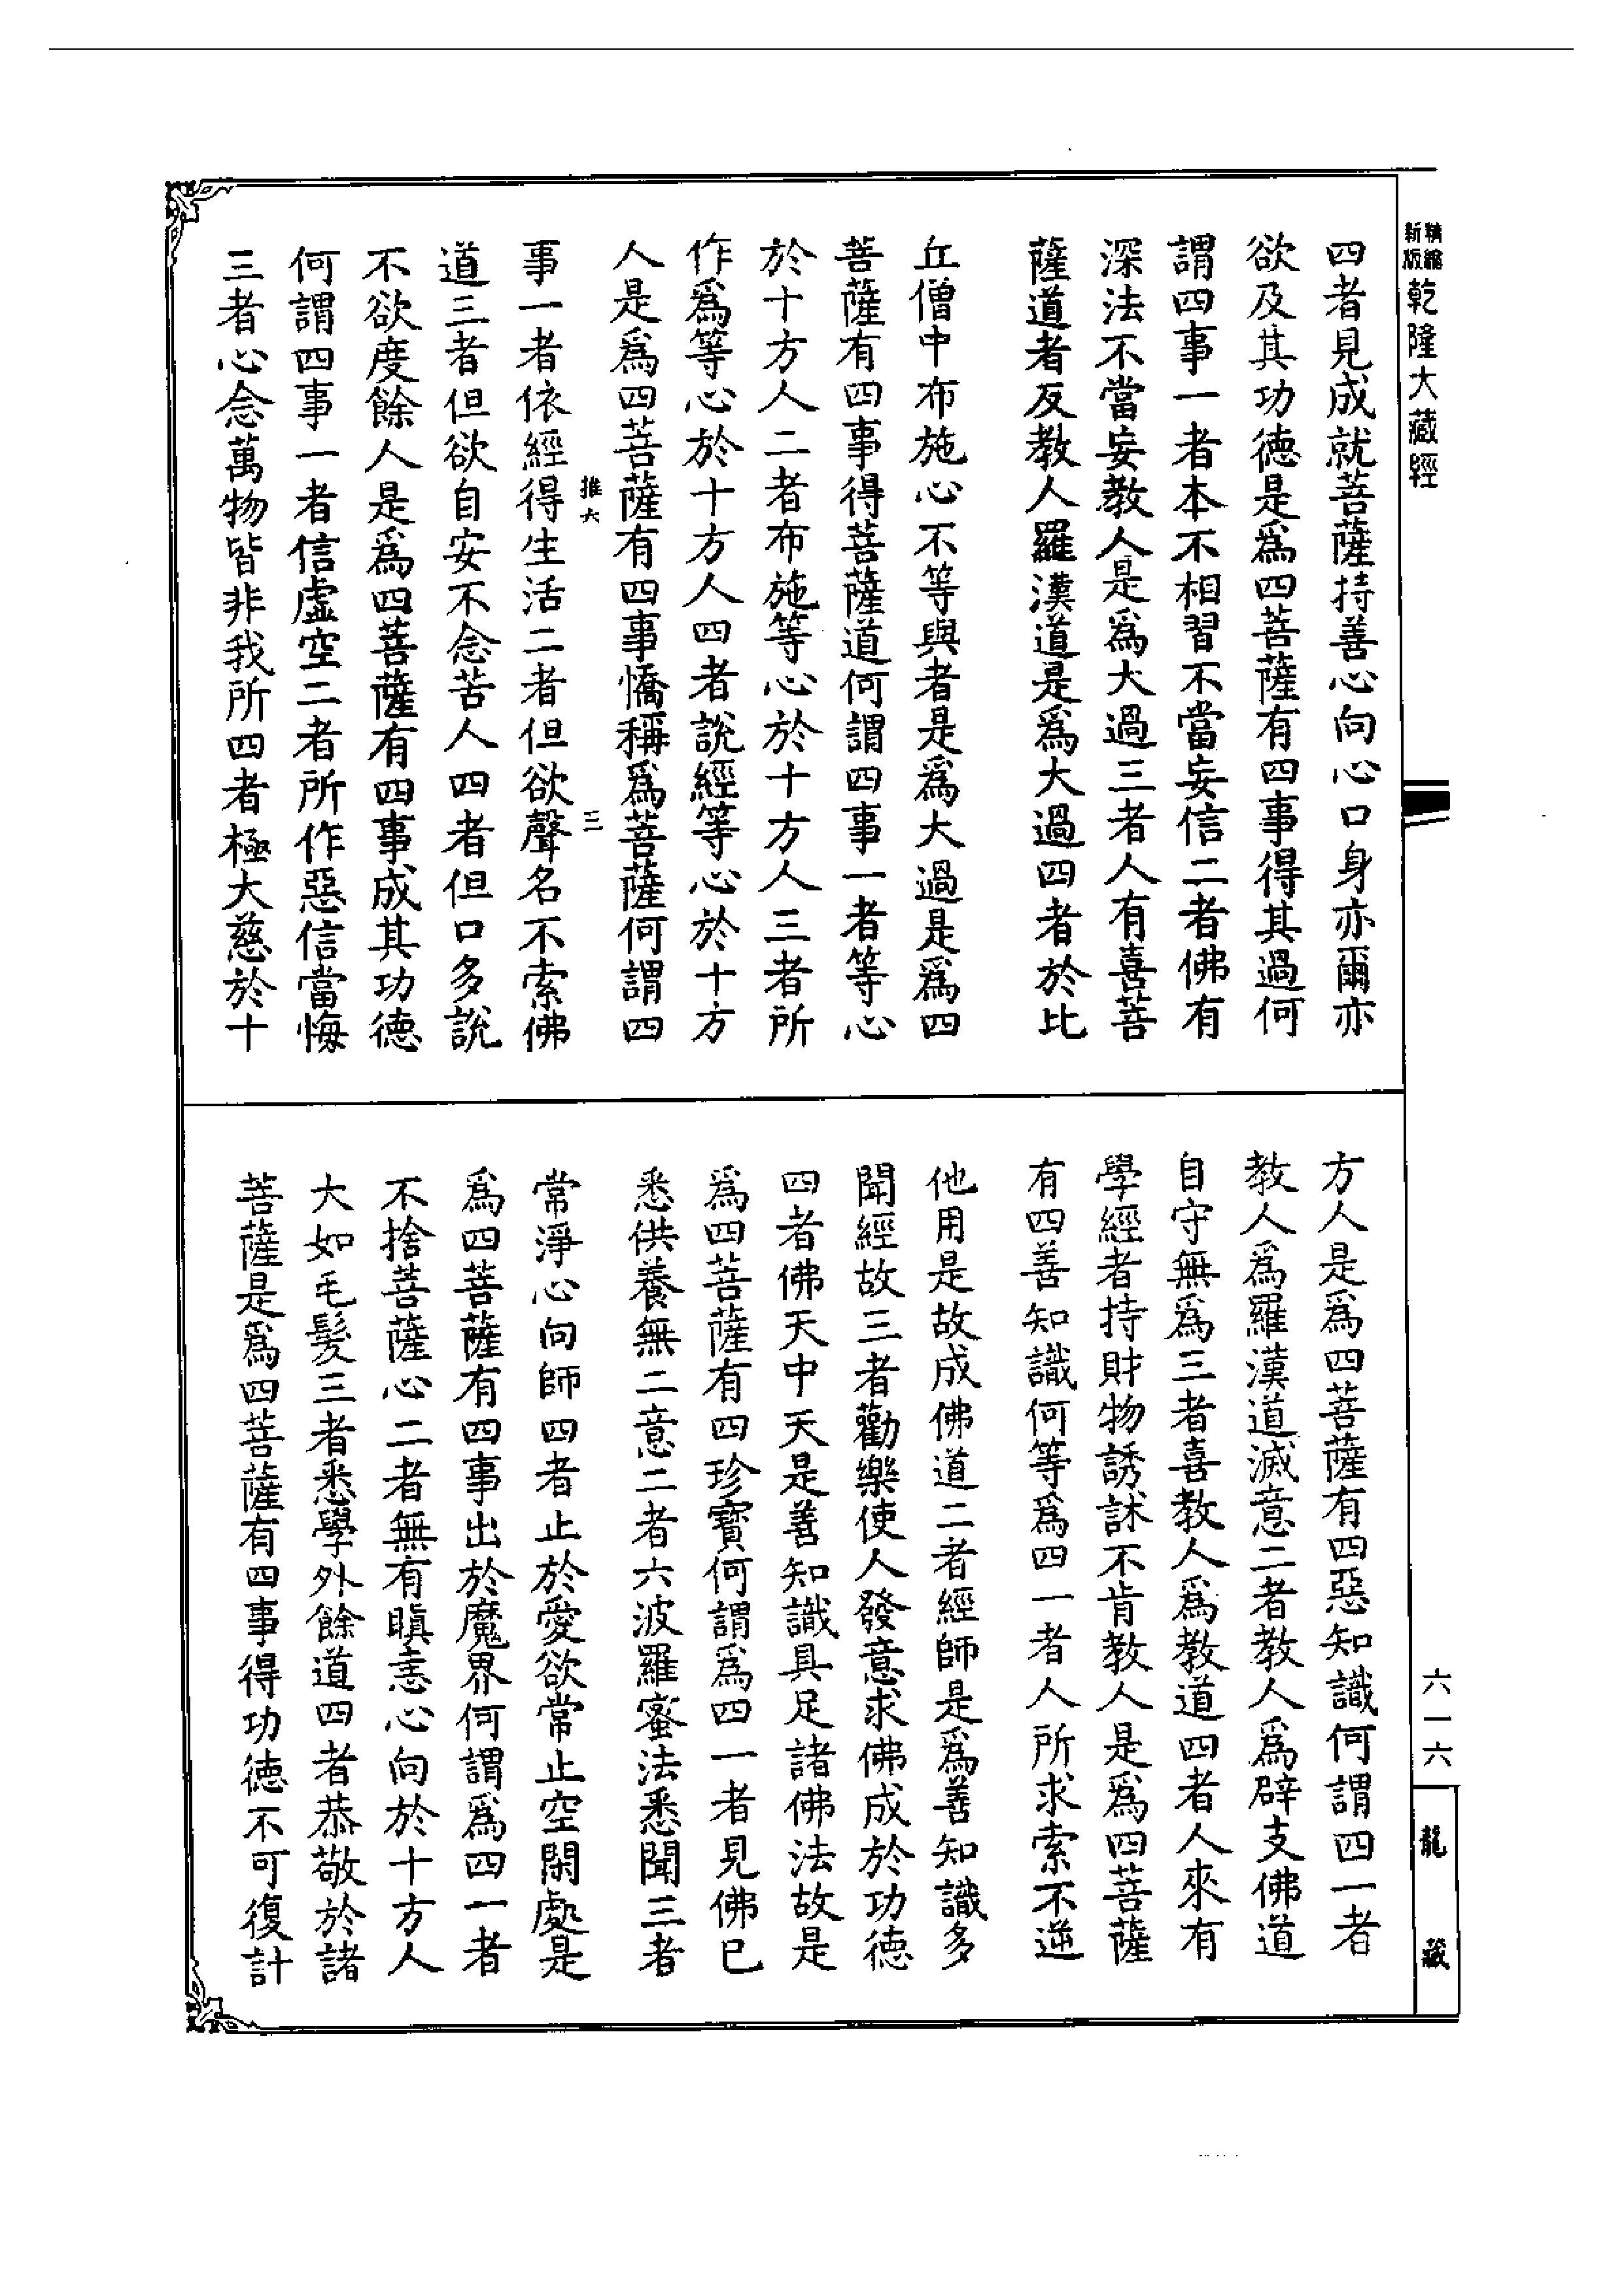 精縮
新版
乾隆大藏經
四者見成就菩薩持善心向心口身亦爾亦
欲及其功德是為四菩薩有四事得其過何
謂四事一者本不相習不當妄信二者佛有
深法不當妄教人是為大過三者人有喜菩
薩道者反教人羅漢道是為大過四者於比
丘僧中布施心不等與者是為大過是為四
菩薩有四事得菩薩道何謂四事一者等心
於十方人二者布施等心於十方人三者所
作為等心於十方人四者說經等心於十方
人是為四菩薩有四事憍稱為菩薩何謂四
推六 三
事一者依經得生活二者但欲聲名不索佛
道三者但欲自安不念苦人四者但口多說
不欲度餘人是為四菩薩有四事成其功德
何謂四事一者信虛空二者所作惡信當悔
三者心念萬物皆非我所四者極大慈於十
方人是為四菩薩有四惡知識何謂四一者
教人為羅漢道滅意二者教人為辟支佛道
自守無為三者喜教人為教道四者人來有
學經者持財物誘訹不肯教人是為四菩薩
有四善知識何等為四一者人所求索不逆
他用是故成佛道二者經師是為善知識多
聞經故三者勸樂使人發意求佛成於功德
四者佛天中天是善知識具足諸佛法故是
為四菩薩有四珍寶何謂為四一者見佛已
悉供養無二意二者六波羅蜜法悉聞三者
常淨心向師四者止於愛欲常止空閑處是
為四菩薩有四事出於魔界何謂為四一者
不捨菩薩心二者無有瞋恚心向於十方人
大如毛髮三者悉學外餘道四者恭敬於諸
菩薩是為四菩薩有四事得功德不可復計
六一六
龍藏